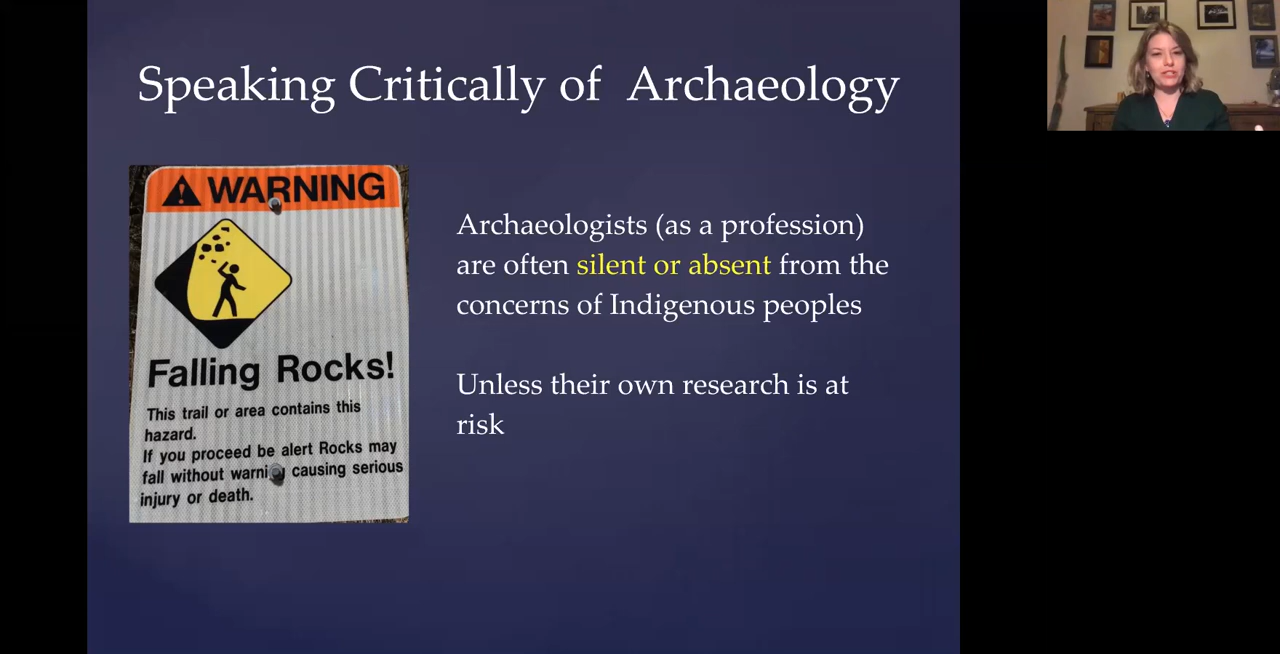 Speaking Critically of Archaeology
WARNING
Falling Rocks!
This trail or area contains this
hazard.
If you proceed be alert Rocks may
fall without warning causing serious
injury or death.
Archaeologists (as a profession)
are often silent or absent from the
concerns of Indigenous peoples
Unless their own research is at
risk